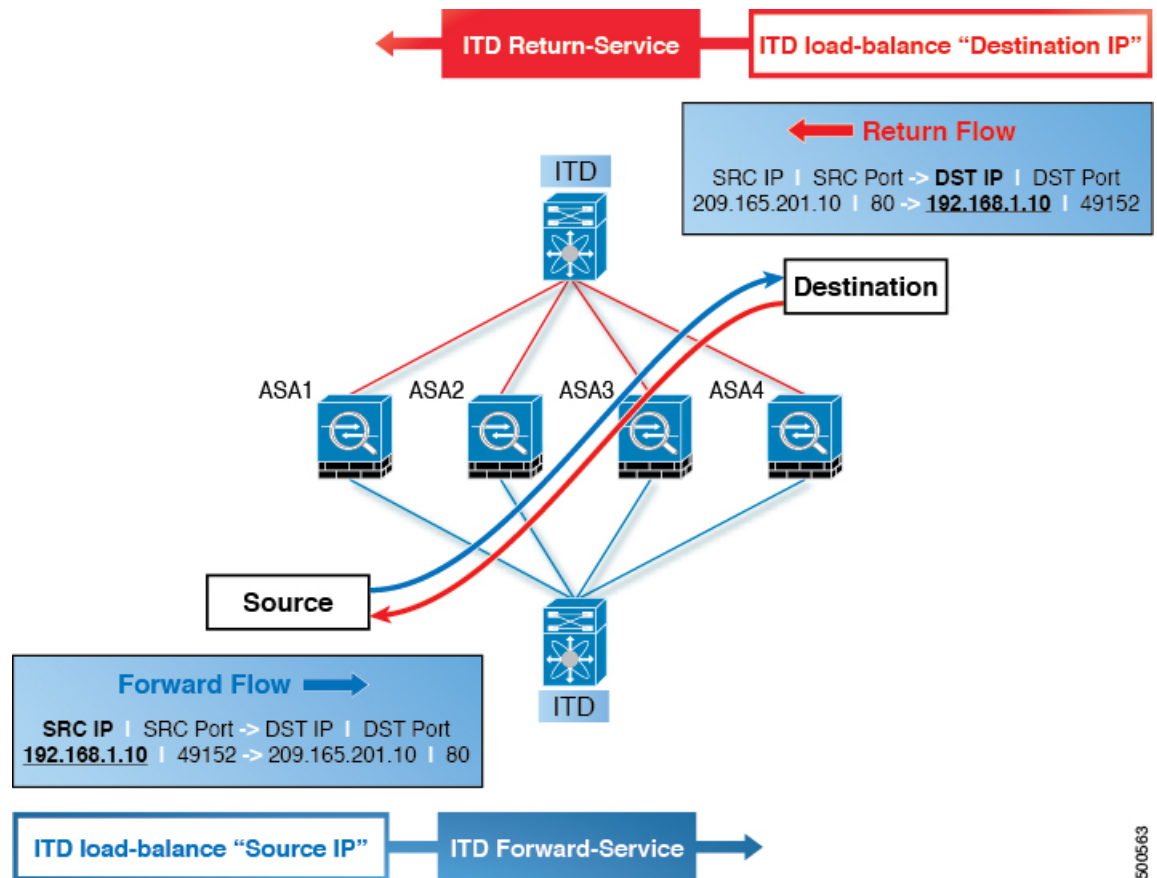 ITD Return-Service
ITD load-balance “Destination IP”
Return Flow
SRC IP | SRC Port -> DST IP | DST Port
209.165.201.10 | 80 -> 192.168.1.10 | 49152
ITD
Destination
ASA1
ASA2
ASA3
ASA4
Source
ITD
Forward Flow
SRC IP | SRC Port -> DST IP | DST Port
192.168.1.10 | 49152 -> 209.165.201.10 | 80
ITD load-balance “Source IP”
ITD Forward-Service
500563